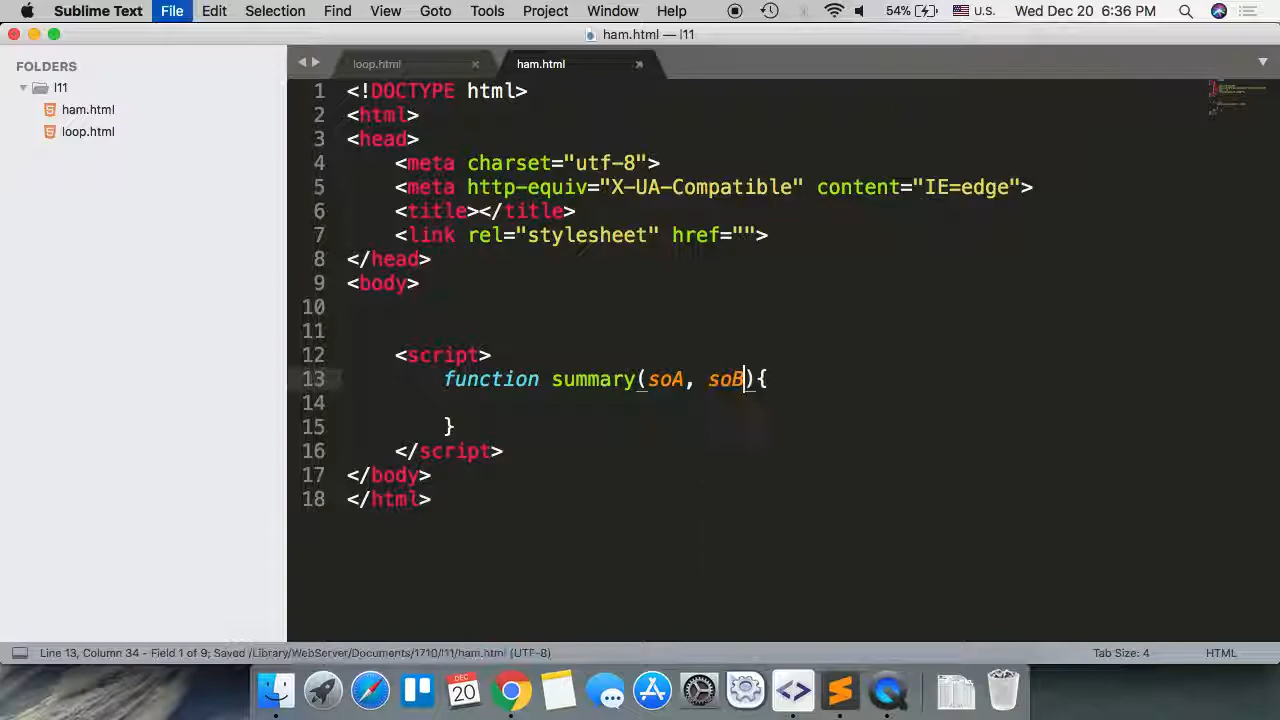 Sublime Text File Edit Selection Find View Goto Tools Project Window Help 54% U.S. Wed Dec 20 6:36 PM
ham.html — l11
FOLDERS
l11
ham.html
loop.html
loop.html ham.html
1 <!DOCTYPE html>
2 <html>
3 <head>
4 <meta charset="utf-8">
5 <meta http-equiv="X-UA-Compatible" content="IE=edge">
6 <title></title>
7 <link rel="stylesheet" href="">
8 </head>
9 <body>
10
11
12 <script>
13 function summary(soA, soB){
14
15 }
16 </script>
17 </body>
18 </html>
Line 13, Column 34 - Field 1 of 9; Saved /Library/WebServer/Documents/1710/l11/ham.html (UTF-8) Tab Size: 4 HTML
DEC
20